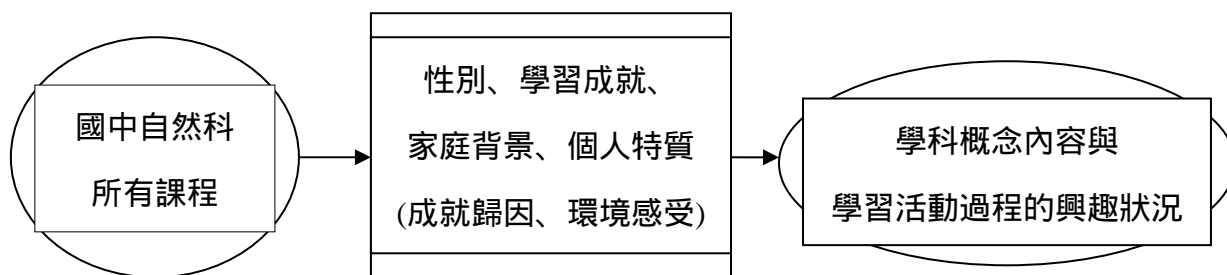 國中自然科
所有課程
性別、學習成就、
家庭背景、個人特質
(成就歸因、環境感受)
學科概念內容與
學習活動過程的興趣狀況